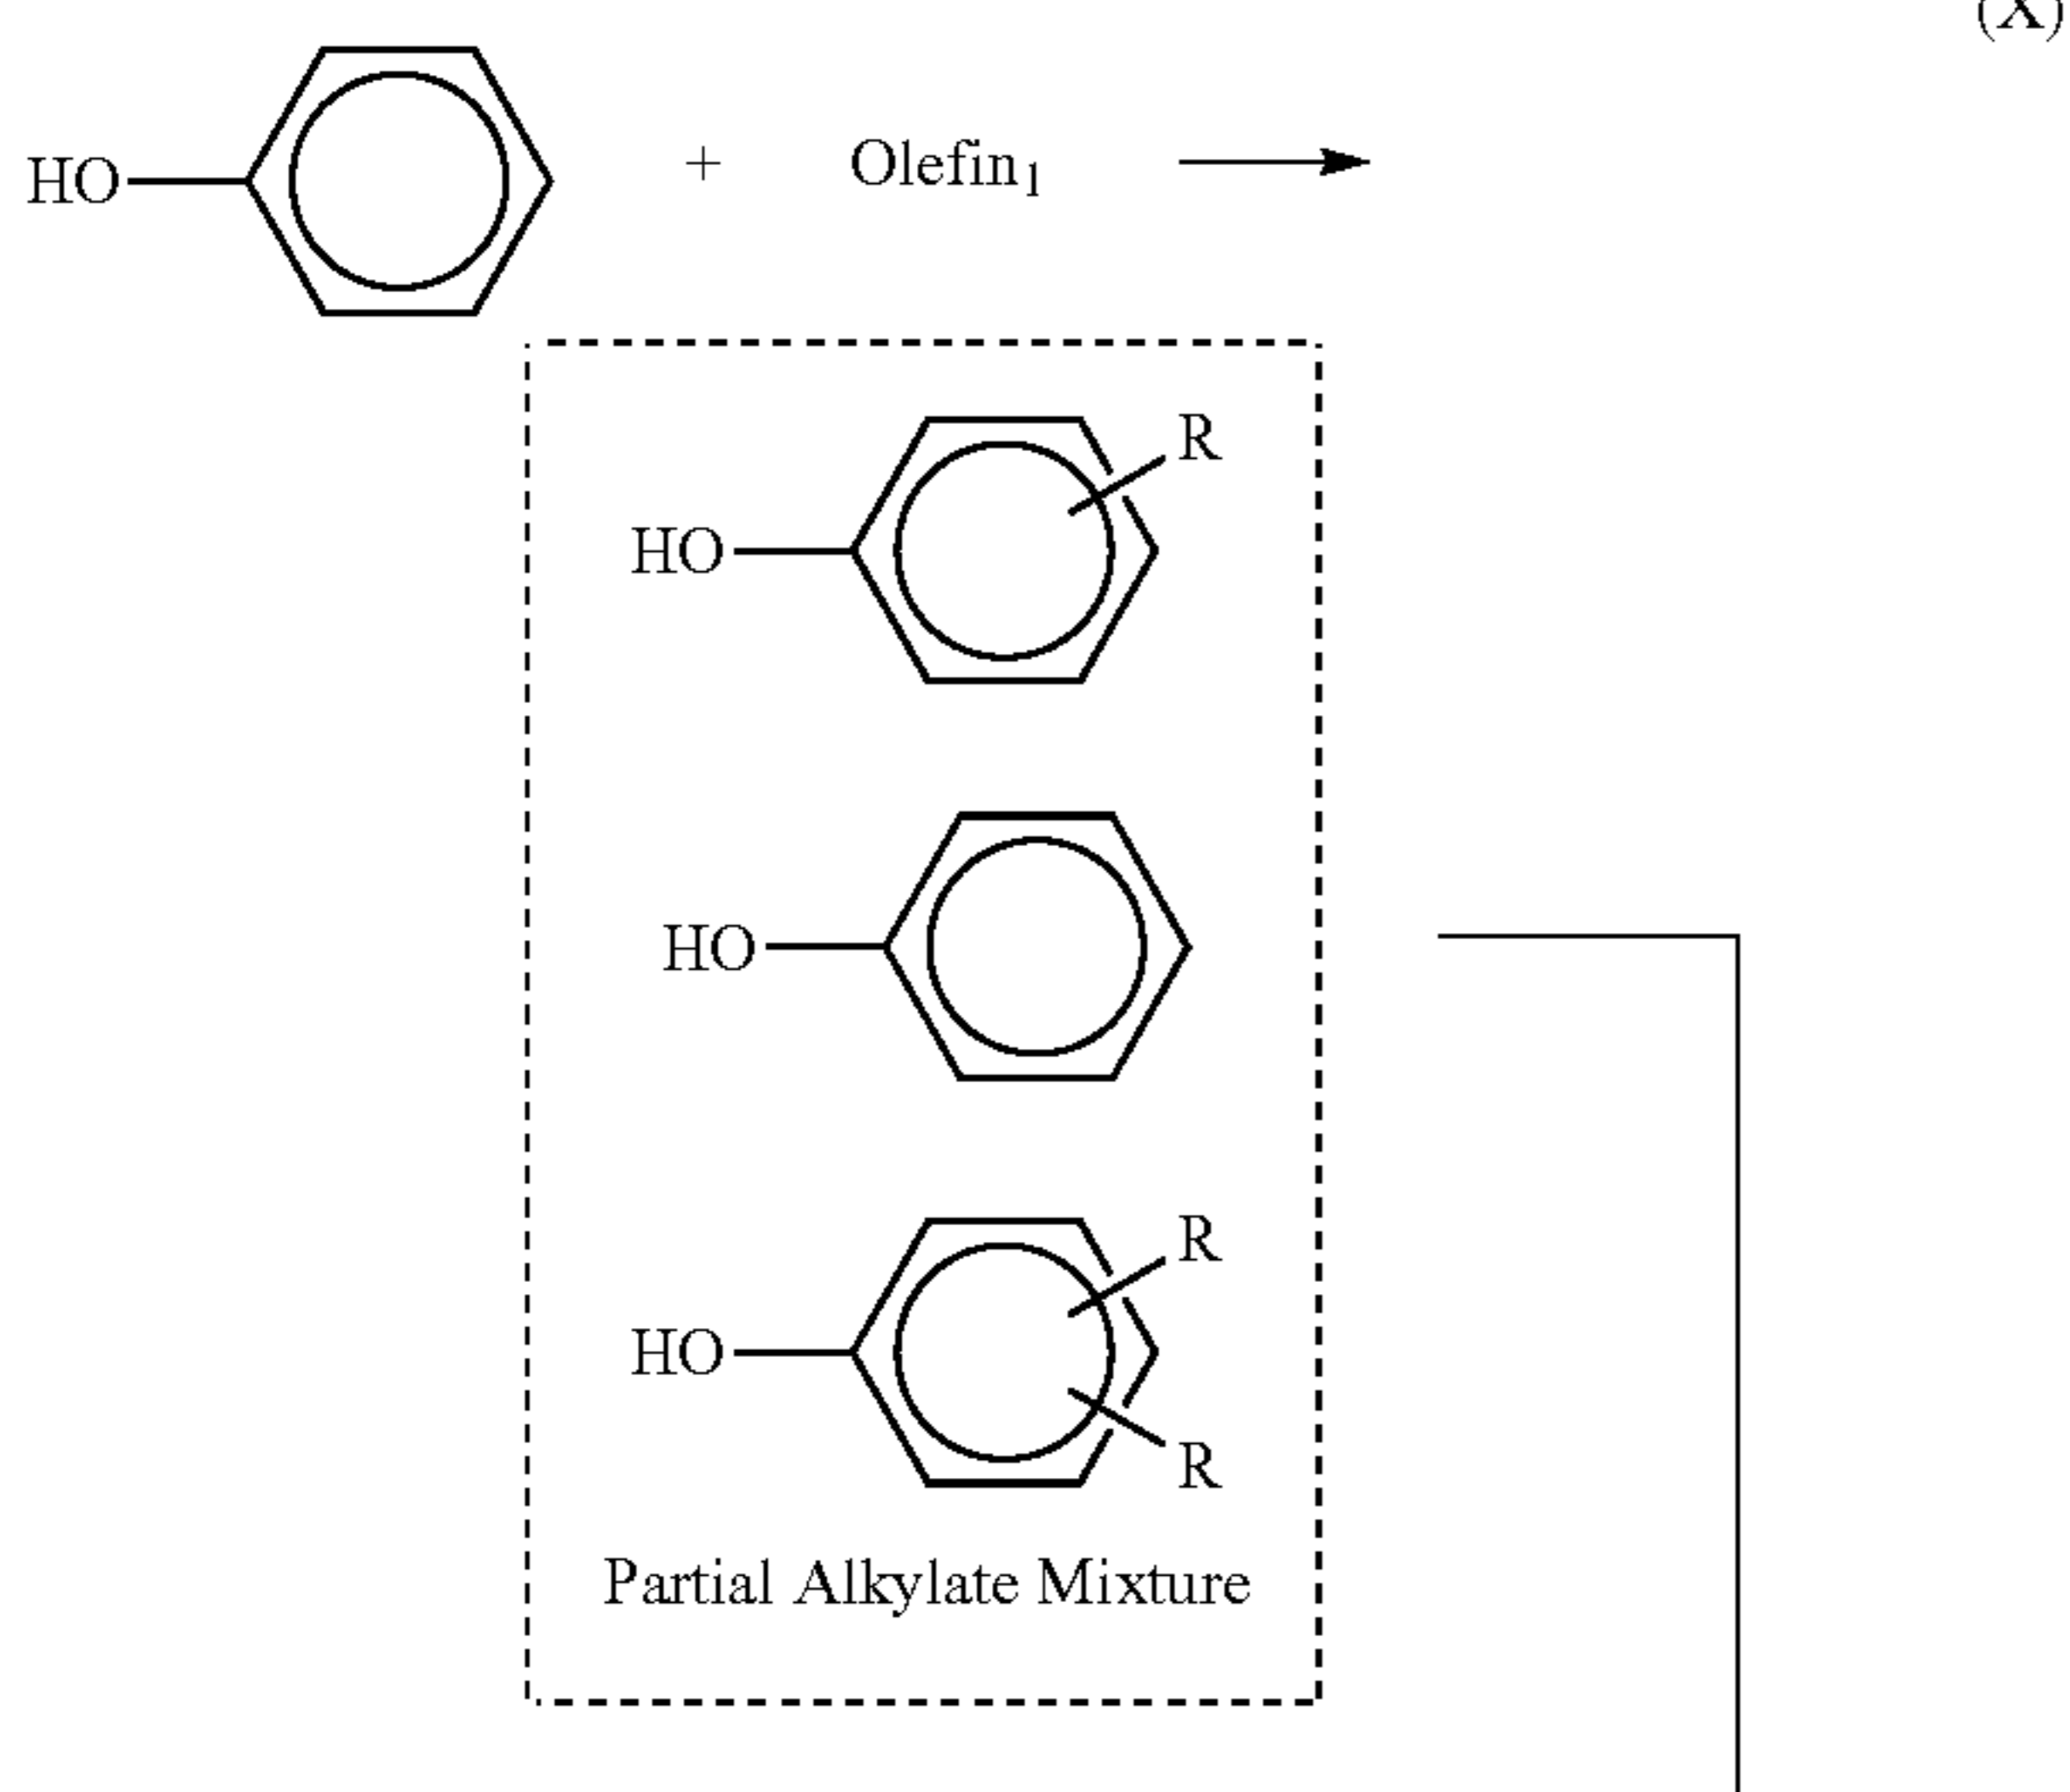 (X)
HO + Olefin₁
R
HO
HO
R
HO
R
Partial Alkylate Mixture